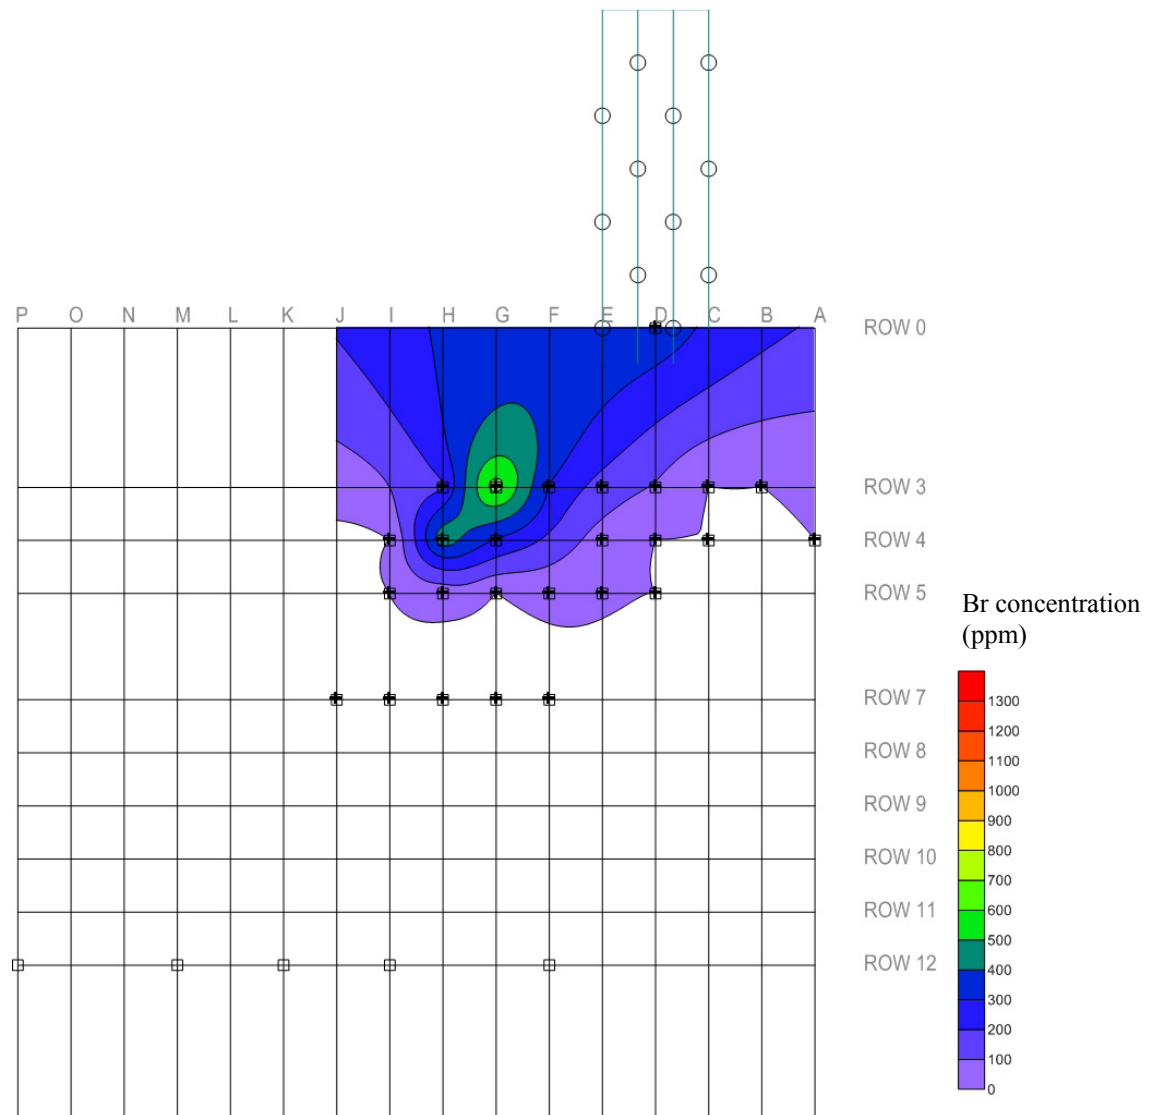 P O N M L K J I H G F E D C B A
ROW 0
ROW 3
ROW 4
ROW 5
ROW 7
ROW 8
ROW 9
ROW 10
ROW 11
ROW 12
Br concentration
(ppm)
1300
1200
1100
1000
900
800
700
600
500
400
300
200
100
0